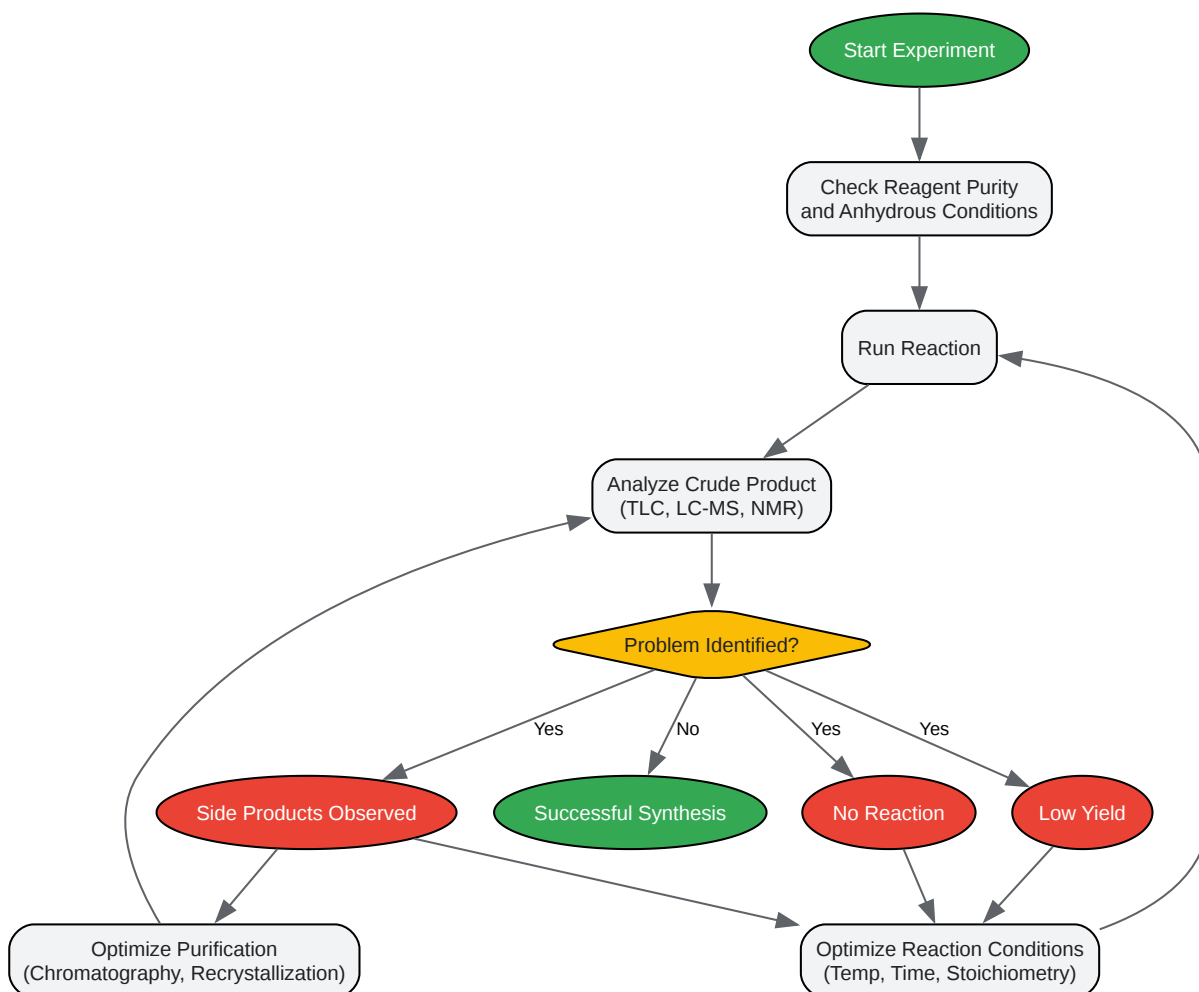 Start Experiment
Check Reagent Purity
and Anhydrous Conditions
Run Reaction
Analyze Crude Product
(TLC, LC-MS, NMR)
Problem Identified?
Yes
No
Yes
Yes
Side Products Observed
Successful Synthesis
No Reaction
Low Yield
Optimize Purification
(Chromatography, Recrystallization)
Optimize Reaction Conditions
(Temp, Time, Stoichiometry)